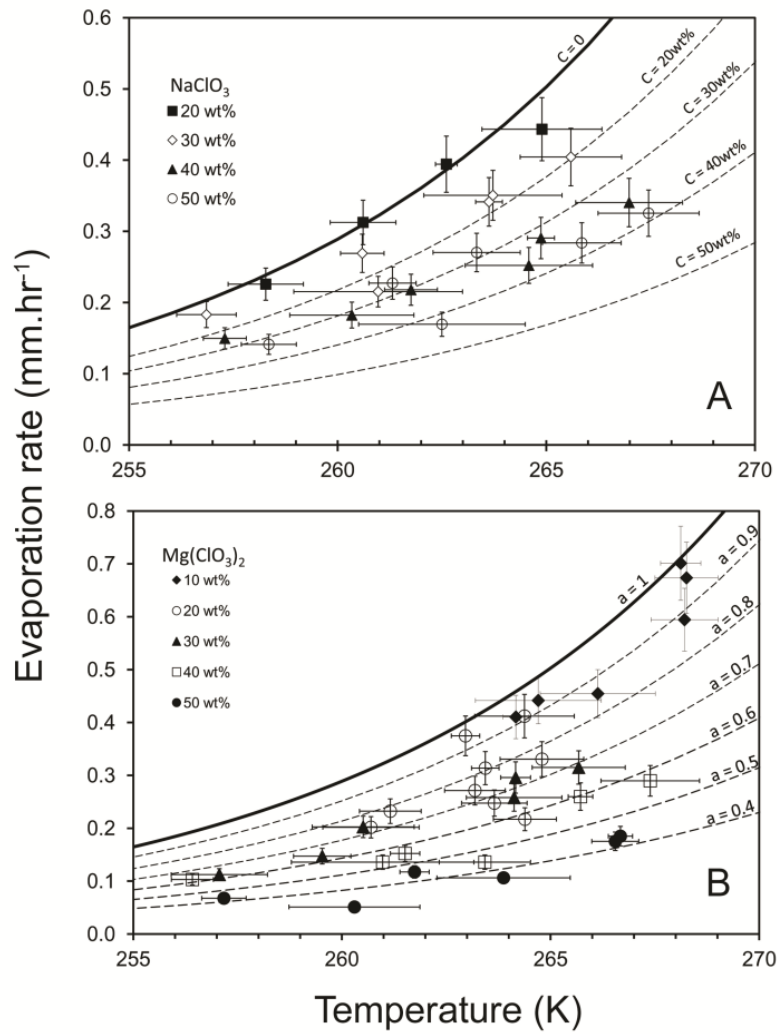 Evaporation rate (mm.hr⁻¹)
0.6
0.5
0.4
0.3
0.2
0.1
0.0
NaClO₃
20 wt%
30 wt%
40 wt%
50 wt%
C = 0
C = 20wt%
C = 30wt%
C = 40wt%
C = 50wt%
A
255
260
265
270
0.8
0.7
0.6
0.5
0.4
0.3
0.2
0.1
0.0
Mg(ClO₃)₂
10 wt%
20 wt%
30 wt%
40 wt%
50 wt%
a = 1
a = 0.9
a = 0.8
a = 0.7
a = 0.6
a = 0.5
a = 0.4
B
255
260
265
270
Temperature (K)